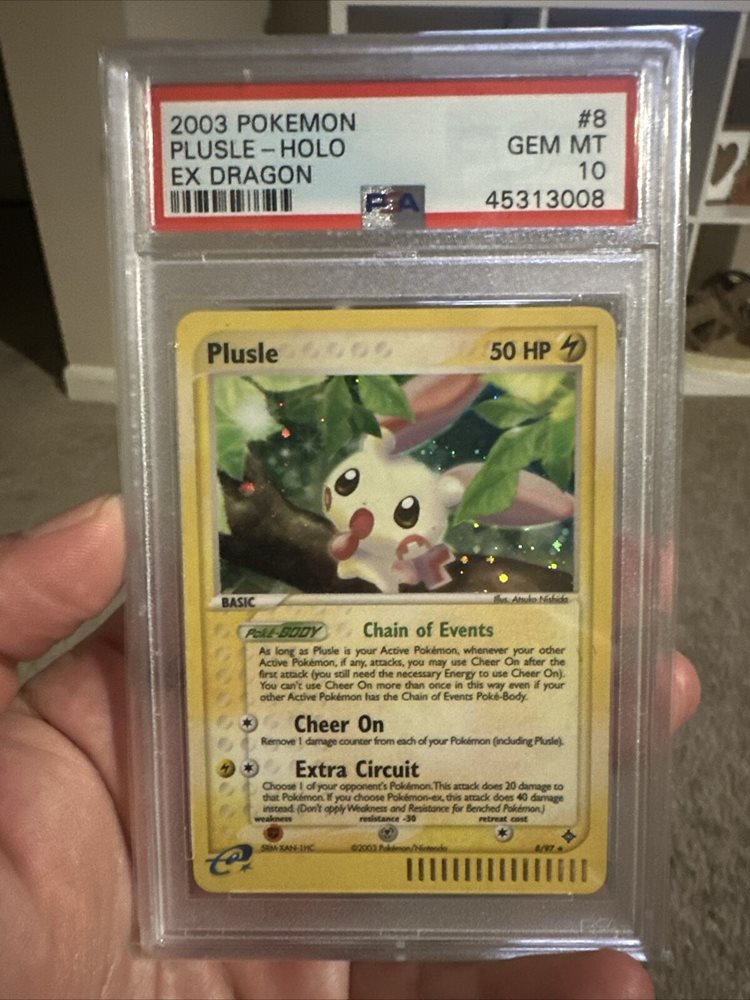 2003 POKEMON #8
PLUSLE - HOLO GEM MT
EX DRAGON 10
PSA 45313008
Plusle 50 HP
BASIC Illus. Atsuko Nishida
Poké-BODY Chain of Events
As long as Plusle is your Active Pokémon, whenever your other
Active Pokémon, if any, attacks, you may use Cheer On after the
first attack (you still need the necessary Energy to use Cheer On).
You can't use Cheer On more than once in this way even if your
other Active Pokémon has the Chain of Events Poké-Body.
Cheer On
Remove 1 damage counter from each of your Pokémon (including Plusle).
Extra Circuit
Choose 1 of your opponent's Pokémon. This attack does 20 damage to
that Pokémon. If you choose Pokémon-ex, this attack does 40 damage
instead. (Don't apply Weakness and Resistance for Benched Pokémon.)
weakness resistance -30 retreat cost
©2003 Pokémon/Nintendo 8/97 ★
e